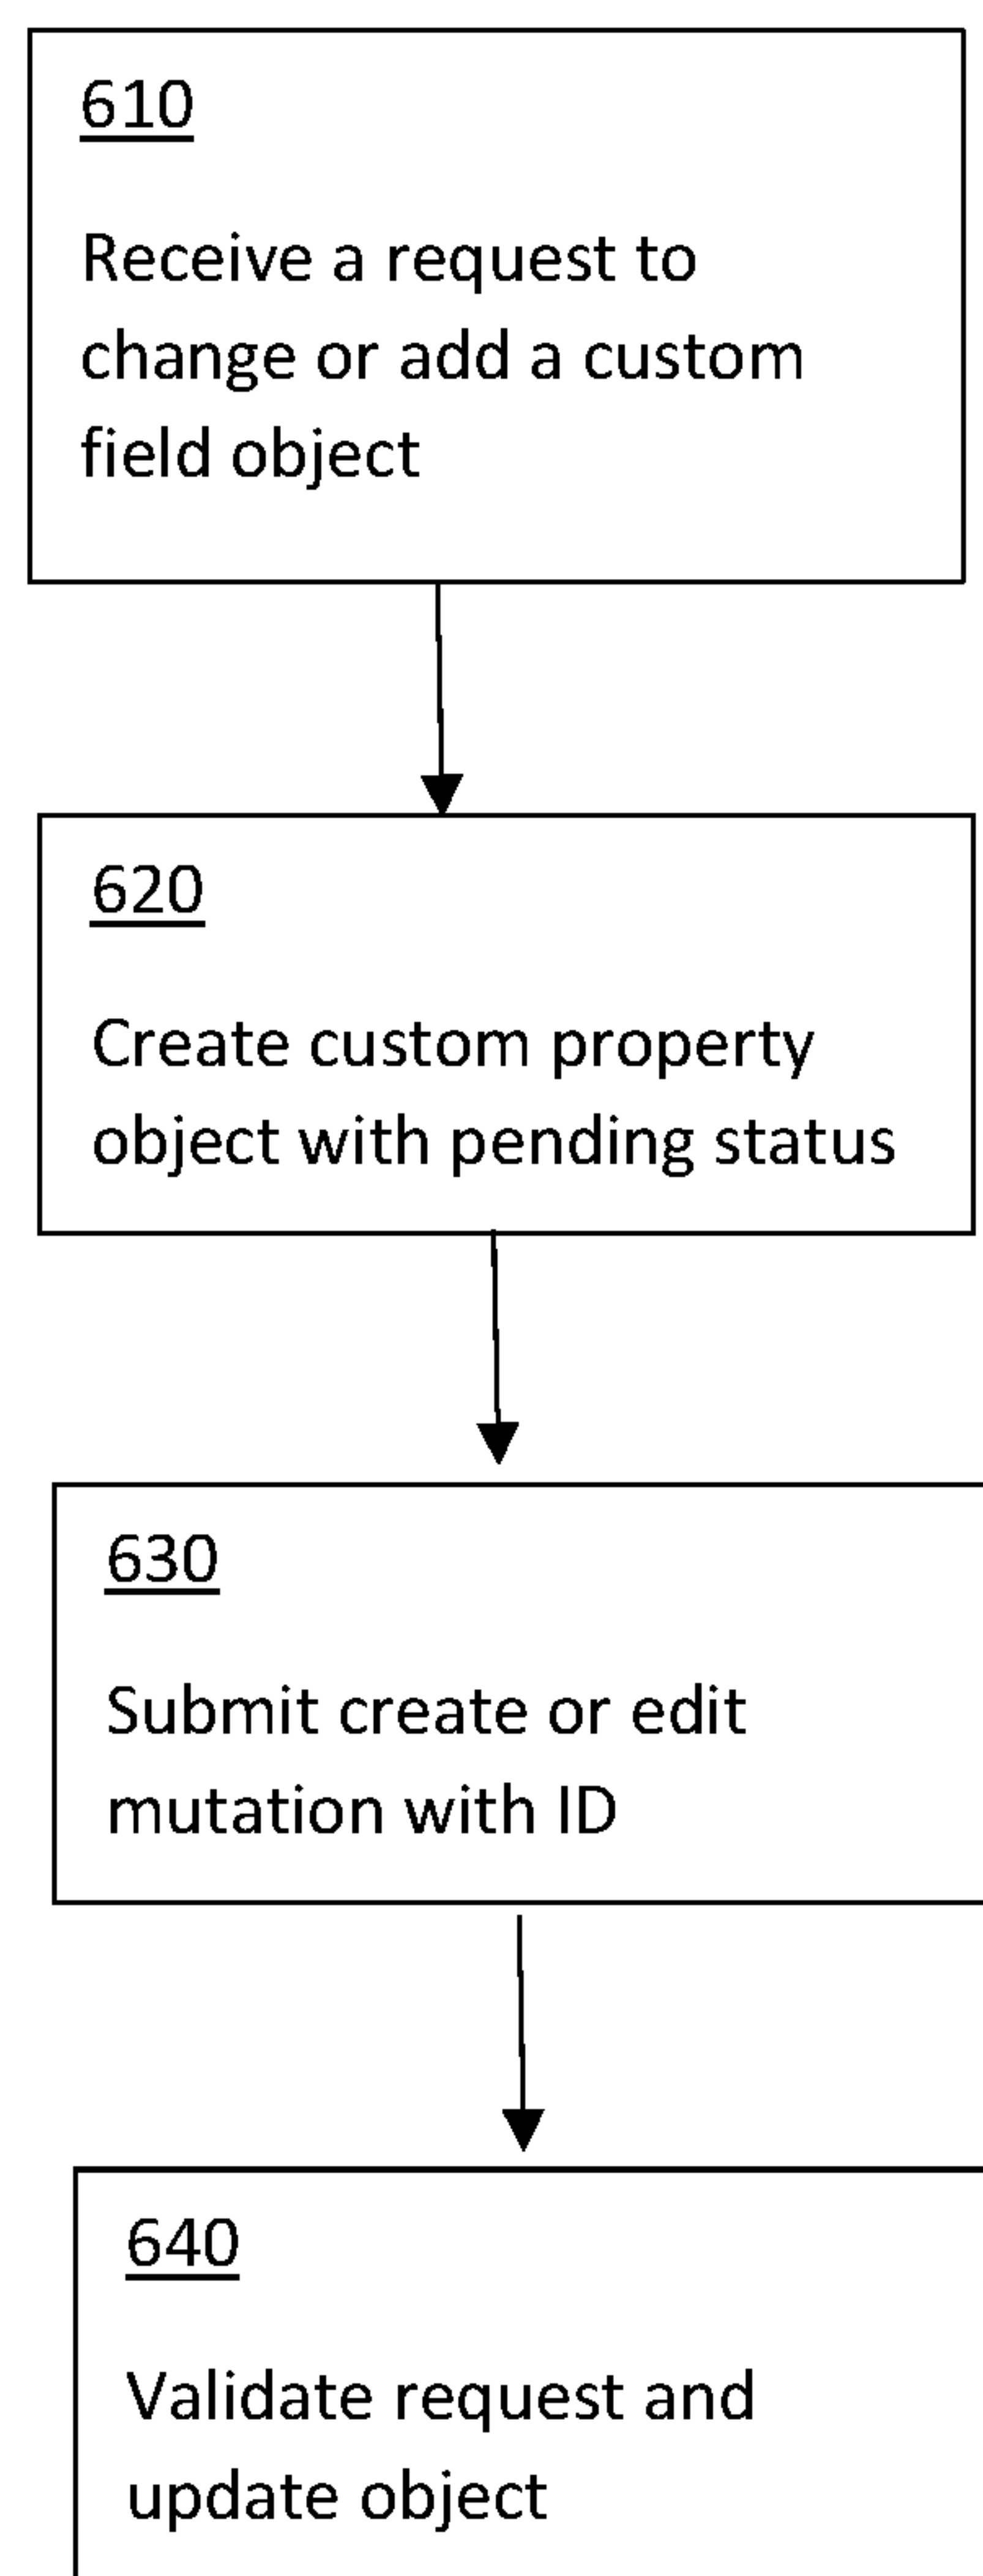 610
Receive a request to
change or add a custom
field object
620
Create custom property
object with pending status
630
Submit create or edit
mutation with ID
640
Validate request and
update object